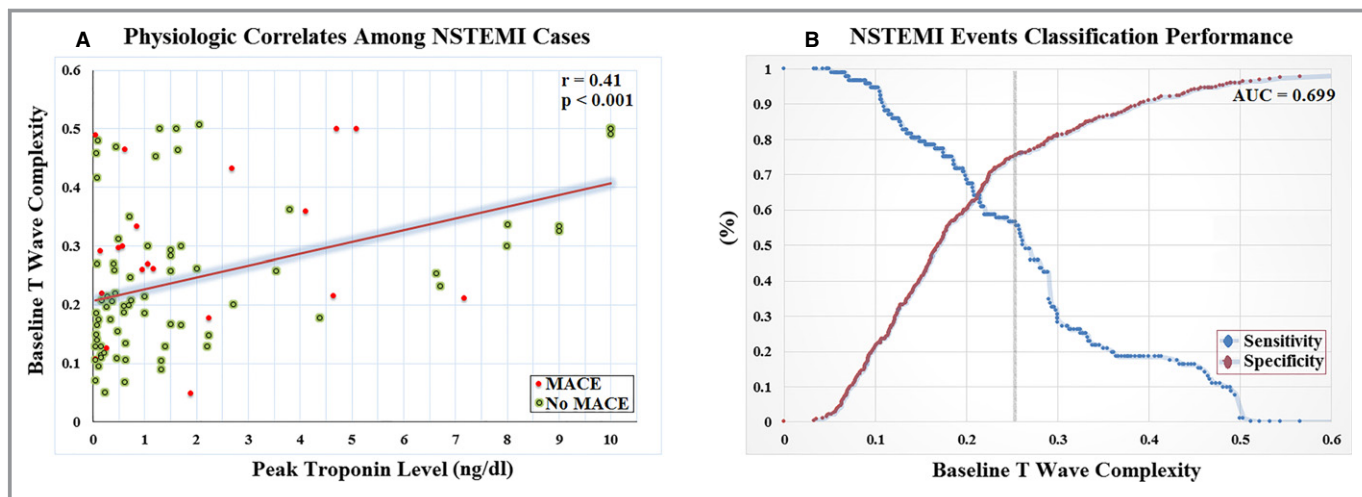 A
Physiologic Correlates Among NSTEMI Cases
r = 0.41
p < 0.001
Baseline T Wave Complexity
0.6
0.5
0.4
0.3
0.2
0.1
0
MACE
No MACE
0 1 2 3 4 5 6 7 8 9 10
Peak Troponin Level (ng/dl)
B
NSTEMI Events Classification Performance
AUC = 0.699
(%)
1
0.9
0.8
0.7
0.6
0.5
0.4
0.3
0.2
0.1
0
Sensitivity
Specificity
0 0.1 0.2 0.3 0.4 0.5 0.6
Baseline T Wave Complexity